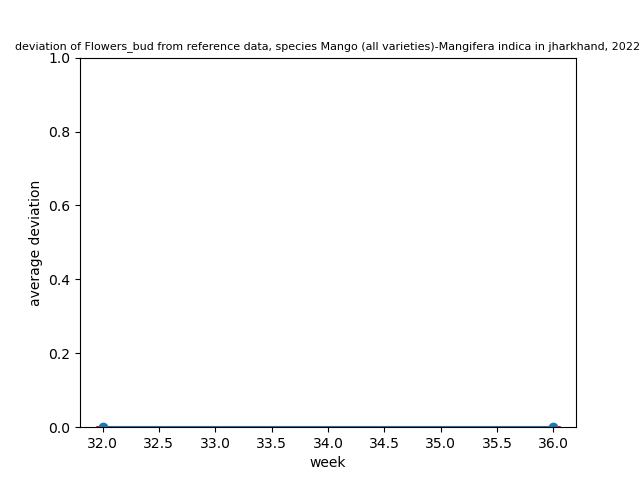 deviation of Flowers_bud from reference data, species Mango (all varieties)-Mangifera indica in jharkhand, 2022
1.0
0.8
0.6
0.4
0.2
0.0
average deviation
32.0 32.5 33.0 33.5 34.0 34.5 35.0 35.5 36.0
week